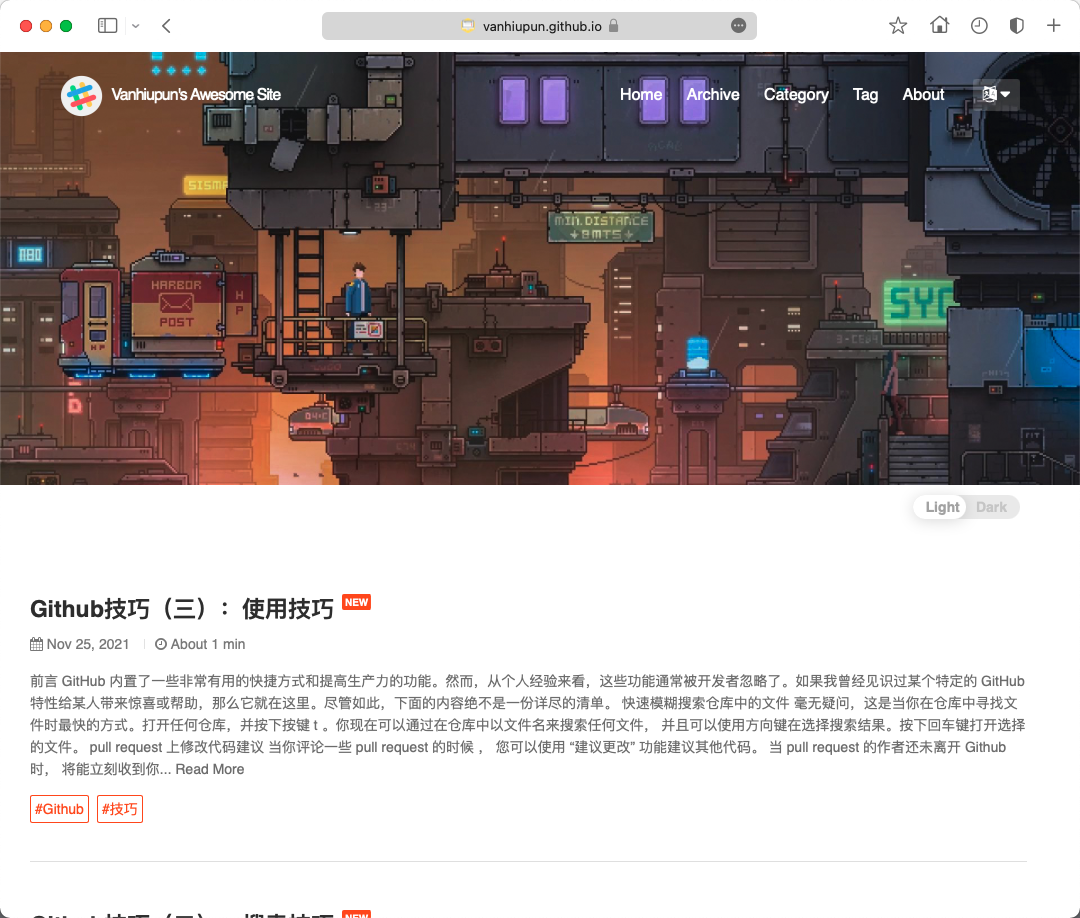 vanhiupun.github.io
Vanhiupun's Awesome Site
Home Archive Category Tag About
SISMA
MIN.DISTANCE
8 MTS
HARBOR
POST
H
P
H P
SYC
Light Dark
Github技巧（三）：使用技巧 NEW
Nov 25, 2021 About 1 min
前言 GitHub 内置了一些非常有用的快捷方式和提高生产力的功能。然而，从个人经验来看，这些功能通常被开发者忽略了。如果我曾经见识过某个特定的 GitHub
特性给某人带来惊喜或帮助，那么它就在这里。尽管如此，下面的内容绝不是一份详尽的清单。 快速模糊搜索仓库中的文件 毫无疑问，这是当你在仓库中寻找文
件时最快的方式。打开任何仓库，并按下按键 t 。你现在可以通过在仓库中以文件名来搜索任何文件， 并且可以使用方向键在选择搜索结果。按下回车键打开选择
的文件。 pull request 上修改代码建议 当你评论一些 pull request 的时候 ， 您可以使用 “建议更改” 功能建议其他代码。 当 pull request 的作者还未离开 Github
时， 将能立刻收到你... Read More
#Github #技巧
NEW